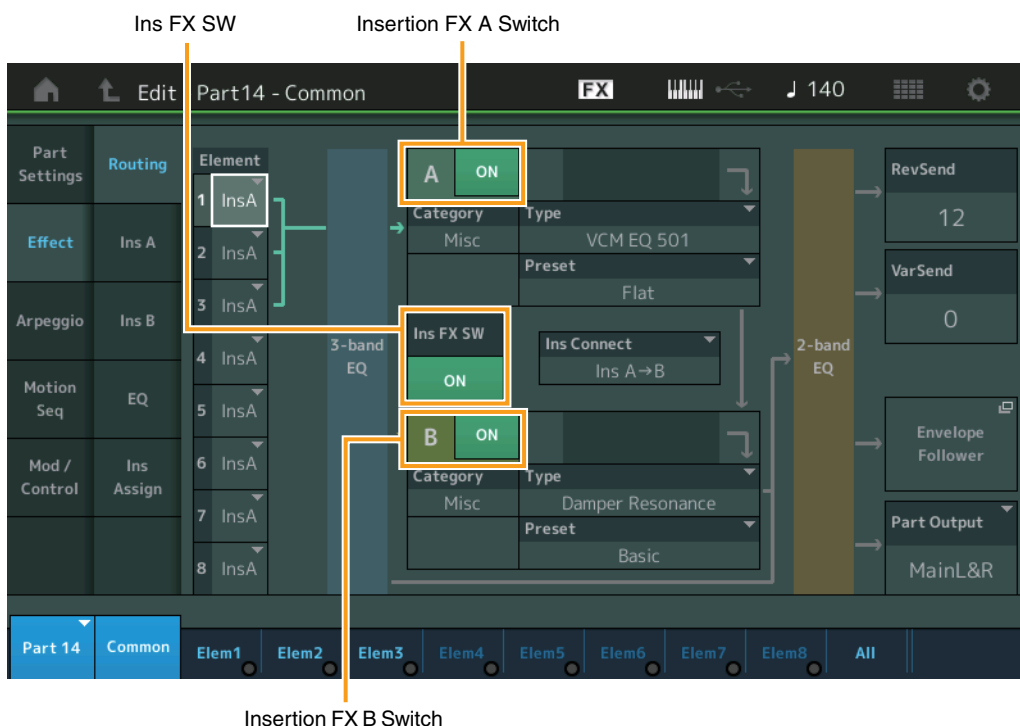 Ins FX SW
Insertion FX A Switch
Edit Part14 - Common FX 140
Part Settings
Routing
Element
A ON
RevSend
12
1 InsA
Category Type
Misc VCM EQ 501
Effect
Ins A
2 InsA
Preset
Flat
VarSend
0
3 InsA
Arpeggio
Ins B
Ins FX SW
ON
Ins Connect
Ins A→B
3-band EQ
2-band EQ
4 InsA
Motion Seq
EQ
5 InsA
B ON
Envelope Follower
Mod / Control
Ins Assign
6 InsA
Category Type
Misc Damper Resonance
7 InsA
Preset
Basic
Part Output
MainL&R
8 InsA
Part 14 Common Elem1 Elem2 Elem3 Elem4 Elem5 Elem6 Elem7 Elem8 All
Insertion FX B Switch